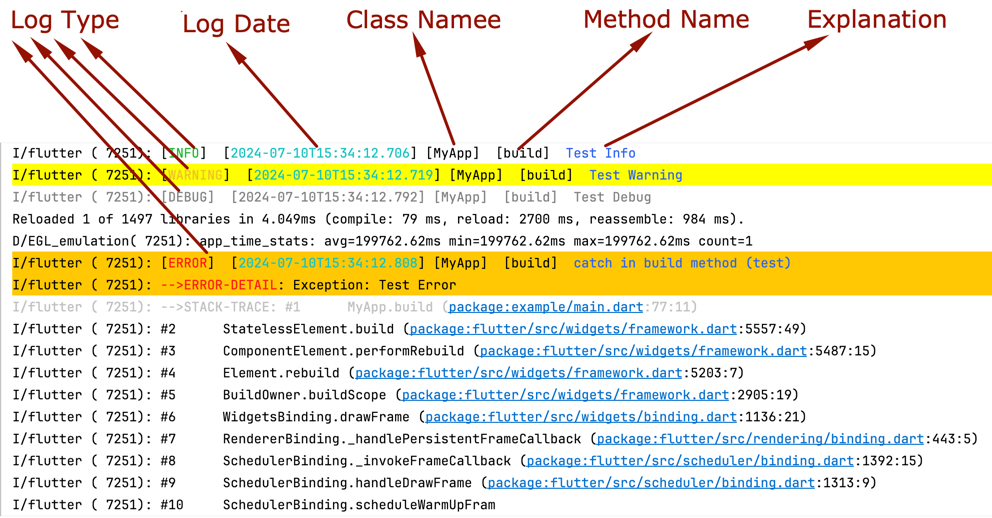 Log Type Log Date Class Namee Method Name Explanation
I/flutter ( 7251): [INFO]  [2024-07-10T15:34:12.706] [MyApp]  [build]  Test Info
I/flutter ( 7251): [WARNING]  [2024-07-10T15:34:12.719] [MyApp]  [build]  Test Warning
I/flutter ( 7251): [DEBUG]  [2024-07-10T15:34:12.792] [MyApp]  [build]  Test Debug
Reloaded 1 of 1497 libraries in 4.049ms (compile: 79 ms, reload: 2700 ms, reassemble: 984 ms).
D/EGL_emulation( 7251): app_time_stats: avg=199762.62ms min=199762.62ms max=199762.62ms count=1
I/flutter ( 7251): [ERROR]  [2024-07-10T15:34:12.808] [MyApp]  [build]  catch in build method (test)
I/flutter ( 7251): -->ERROR-DETAIL: Exception: Test Error
I/flutter ( 7251): -->STACK-TRACE: #1      MyApp.build (package:example/main.dart:77:11)
I/flutter ( 7251): #2      StatelessElement.build (package:flutter/src/widgets/framework.dart:5557:49)
I/flutter ( 7251): #3      ComponentElement.performRebuild (package:flutter/src/widgets/framework.dart:5487:15)
I/flutter ( 7251): #4      Element.rebuild (package:flutter/src/widgets/framework.dart:5203:7)
I/flutter ( 7251): #5      BuildOwner.buildScope (package:flutter/src/widgets/framework.dart:2905:19)
I/flutter ( 7251): #6      WidgetsBinding.drawFrame (package:flutter/src/widgets/binding.dart:1136:21)
I/flutter ( 7251): #7      RendererBinding._handlePersistentFrameCallback (package:flutter/src/rendering/binding.dart:443:5)
I/flutter ( 7251): #8      SchedulerBinding._invokeFrameCallback (package:flutter/src/scheduler/binding.dart:1392:15)
I/flutter ( 7251): #9      SchedulerBinding.handleDrawFrame (package:flutter/src/scheduler/binding.dart:1313:9)
I/flutter ( 7251): #10     SchedulerBinding.scheduleWarmUpFram